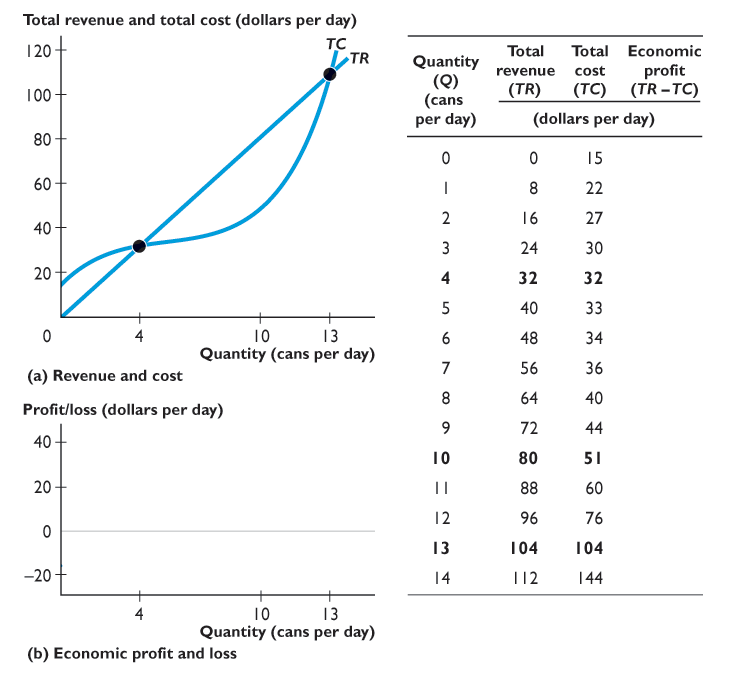 Total revenue and total cost (dollars per day)
120
100
80
60
40
20
0
TC
TR
4
10
13
Quantity (cans per day)
(a) Revenue and cost
Profit/loss (dollars per day)
40
20
0
–20
4
10
13
Quantity (cans per day)
(b) Economic profit and loss
Quantity (Q) (cans per day)
Total revenue (TR)
Total cost (TC)
Economic profit (TR – TC)
(dollars per day)
0 0 15
1 8 22
2 16 27
3 24 30
4 32 32
5 40 33
6 48 34
7 56 36
8 64 40
9 72 44
10 80 51
11 88 60
12 96 76
13 104 104
14 112 144